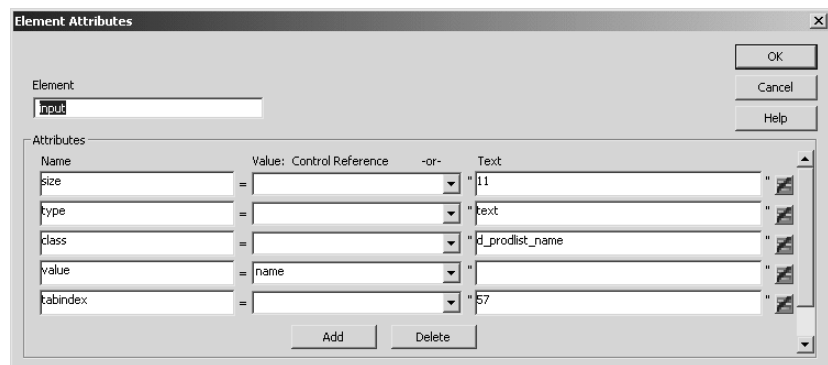 Element Attributes
OK
Element
Cancel
input
Help
Attributes
Name Value: Control Reference -or- Text
size = " 11 "
type = " text "
class = " d_prodlist_name "
value = name " "
tabindex = " 57 "
Add Delete